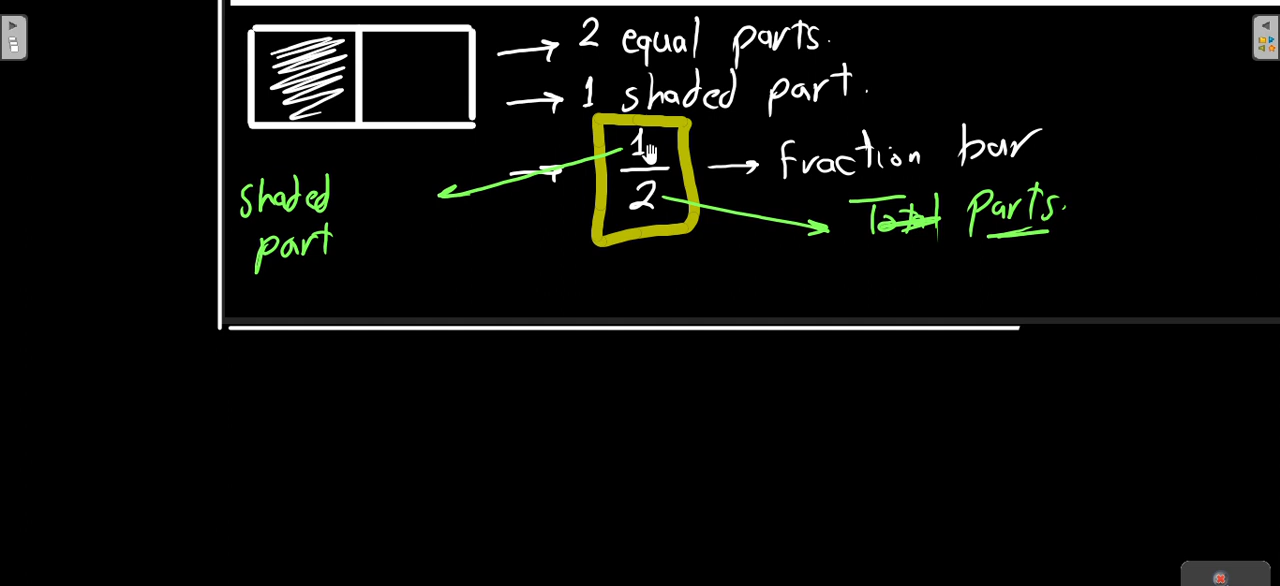 → 2 equal parts.
→ 1 shaded part.
→ 1/2 → fraction bar
shaded
part
Total parts.